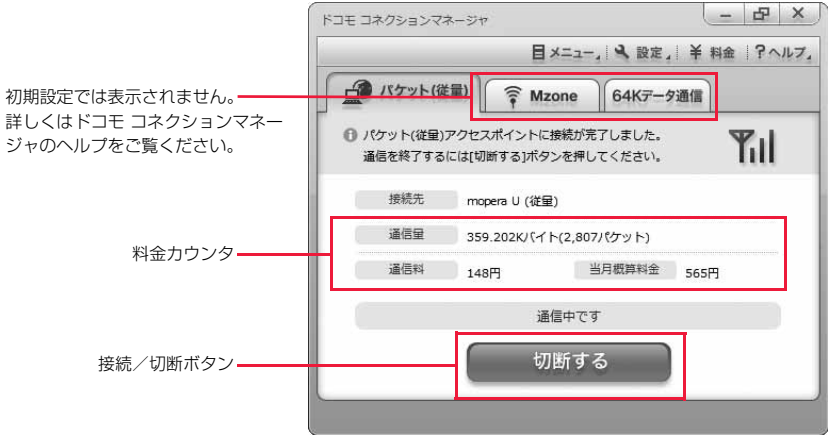 ドコモ コネクションマネージャ
メニュー 設定 ¥ 料金 ?ヘルプ
パケット(従量) Mzone 64Kデータ通信
初期設定では表示されません。
詳しくはドコモ コネクションマネー
ジャのヘルプをご覧ください。
パケット(従量)アクセスポイントに接続が完了しました。
通信を終了するには[切断する]ボタンを押してください。
接続先 mopera U (従量)
料金カウンタ
通信量 359.202Kバイト(2,807パケット)
通信料 148円 当月概算料金 565円
通信中です
接続／切断ボタン
切断する